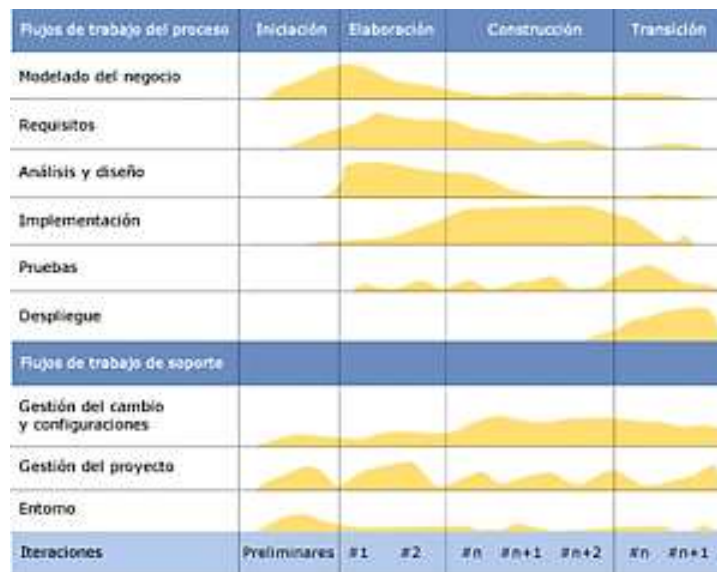 Flujos de trabajo del proceso Iniciación Elaboración Construcción Transición
Modelado del negocio
Requisitos
Análisis y diseño
Implementación
Pruebas
Despliegue
Flujos de trabajo de soporte
Gestión del cambio
y configuraciones
Gestión del proyecto
Entorno
Iteraciones Preliminares #1 #2 #n #n+1 #n+2 #n #n+1